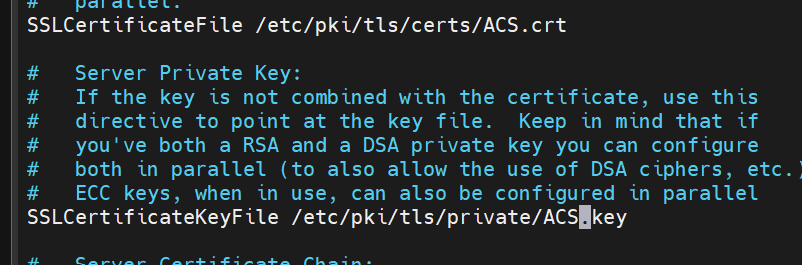 #   parallel.
SSLCertificateFile /etc/pki/tls/certs/ACS.crt
#   Server Private Key:
#   If the key is not combined with the certificate, use this
#   directive to point at the key file.  Keep in mind that if
#   you've both a RSA and a DSA private key you can configure
#   both in parallel (to also allow the use of DSA ciphers, etc.)
#   ECC keys, when in use, can also be configured in parallel
SSLCertificateKeyFile /etc/pki/tls/private/ACS.key
#   Server Certificate Chain: